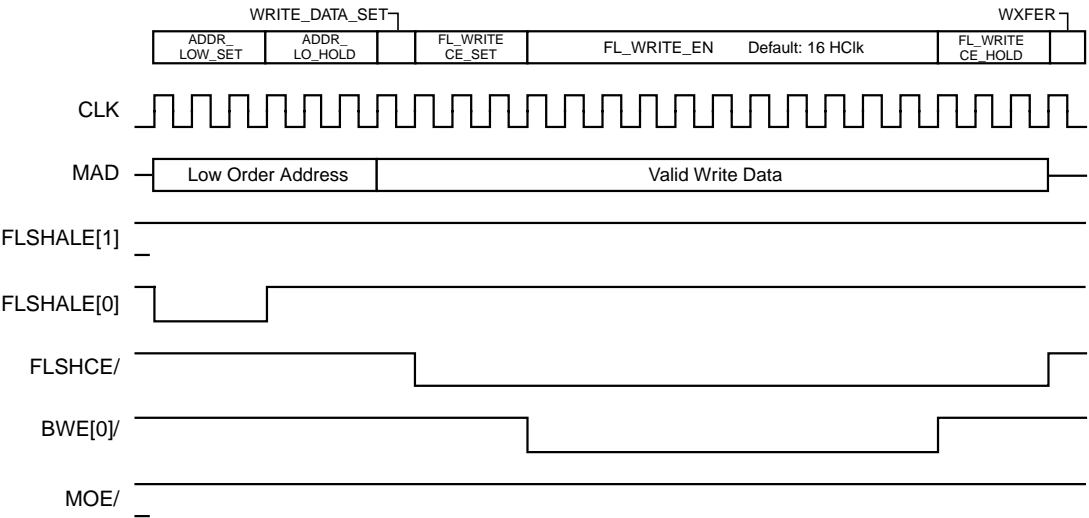 WRITE_DATA_SET WXFER
ADDR_ ADDR_ FL_WRITE FL_WRITE_EN Default: 16 HClk FL_WRITE
LOW_SET LO_HOLD CE_SET CE_HOLD
CLK
MAD Low Order Address Valid Write Data
FLSHALE[1]
FLSHALE[0]
FLSHCE/
BWE[0]/
MOE/